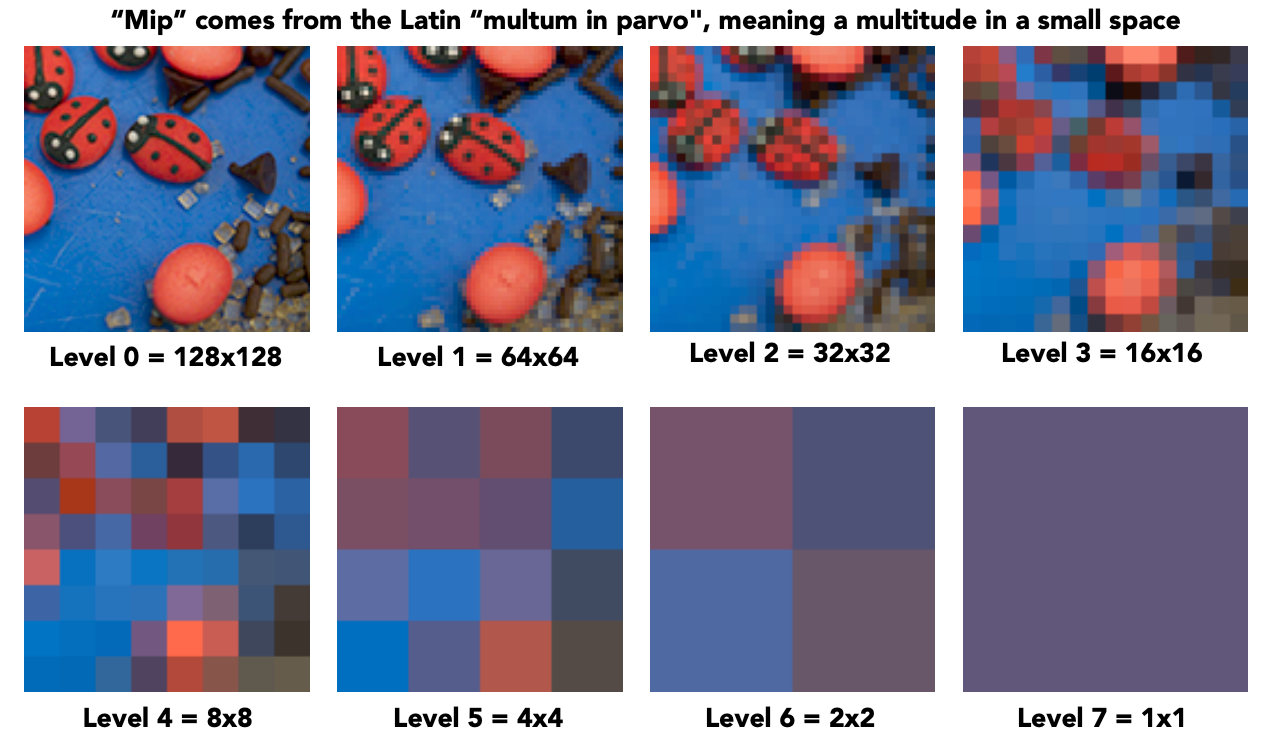 “Mip” comes from the Latin “multum in parvo", meaning a multitude in a small space
Level 0 = 128x128
Level 1 = 64x64
Level 2 = 32x32
Level 3 = 16x16
Level 4 = 8x8
Level 5 = 4x4
Level 6 = 2x2
Level 7 = 1x1